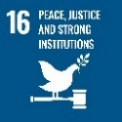 16 PEACE, JUSTICE
AND STRONG
INSTITUTIONS